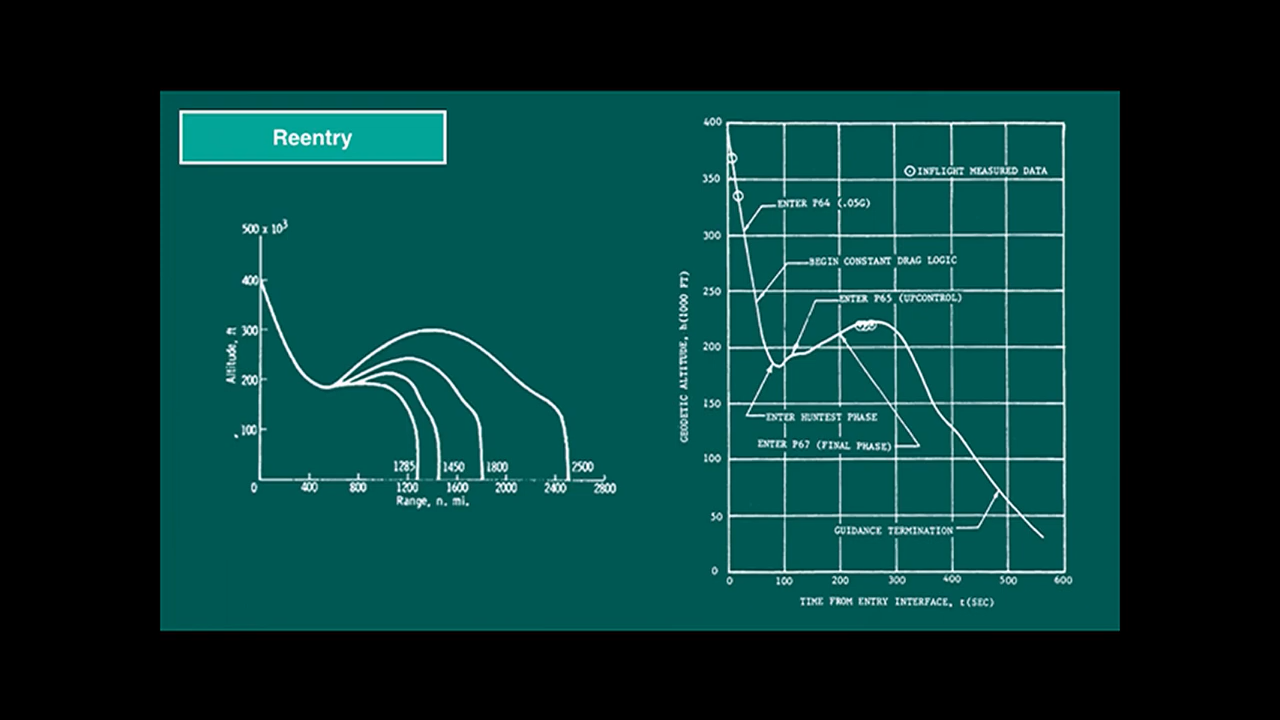 Reentry
500 x 10³
400
300
200
100
0
Altitude, ft
1285
1450
1800
2500
400
800
1200
1600
2000
2400
2800
Range, n. mi.
400
350
300
250
200
150
100
50
0
GEODETIC ALTITUDE, h(1000 FT)
INFLIGHT MEASURED DATA
ENTER P64 (.05G)
BEGIN CONSTANT DRAG LOGIC
ENTER P65 (UPCONTROL)
ENTER HUNTEST PHASE
ENTER P67 (FINAL PHASE)
GUIDANCE TERMINATION
0
100
200
300
400
500
600
TIME FROM ENTRY INTERFACE, t(SEC)